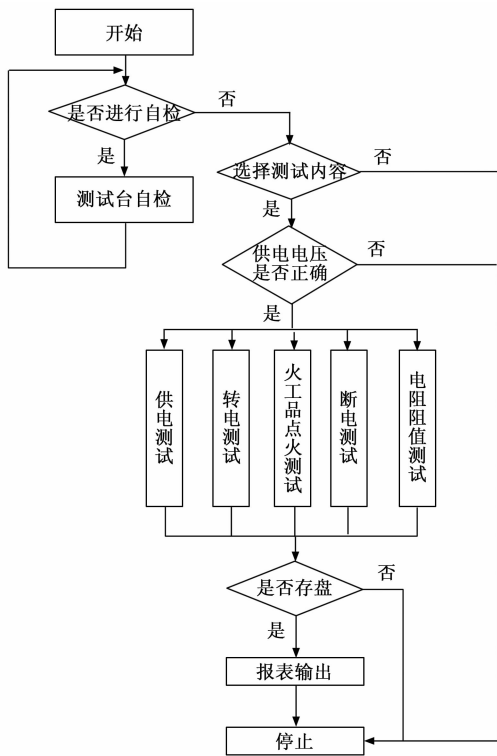 开始
是否进行自检
否
是
测试台自检
选择测试内容
否
是
供电电压
是否正确
否
是
供电测试
转电测试
火工品点火测试
断电测试
电阻阻值测试
是否存盘
否
是
报表输出
停止